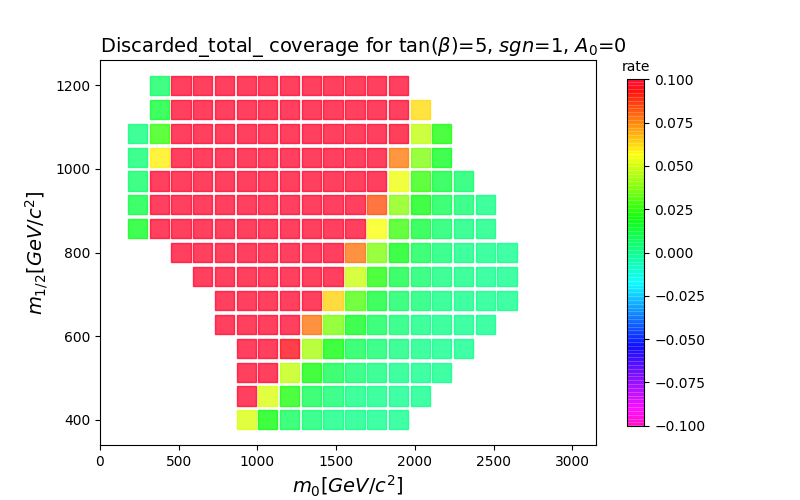 Discarded_total_ coverage for tan(β)=5, sgn=1, A₀=0
rate
0.100
1200
0.075
0.050
1000
0.025
m₁/₂[GeV/c²]
800
0.000
−0.025
600
−0.050
−0.075
400
−0.100
0 500 1000 1500 2000 2500 3000
m₀[GeV/c²]